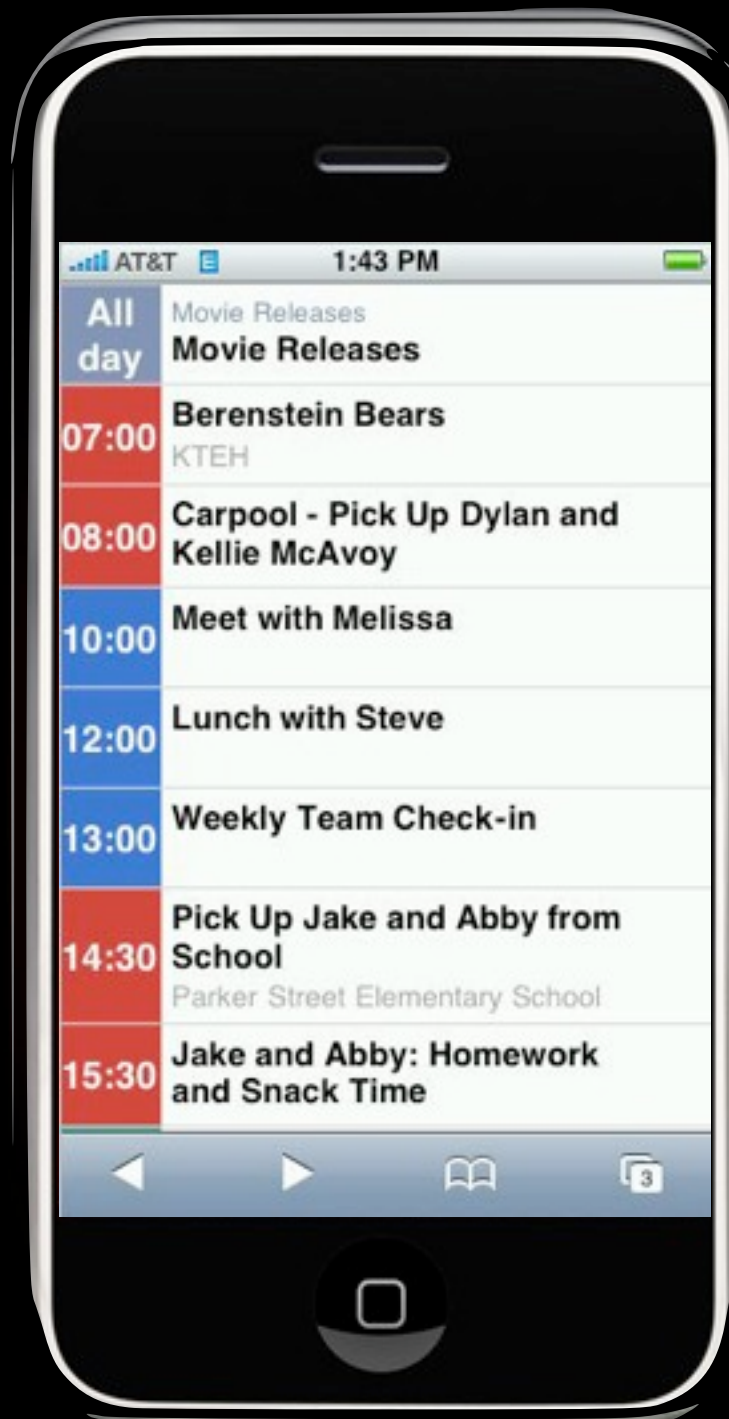 AT&T E 1:43 PM
All day
Movie Releases
Movie Releases
07:00
Berenstein Bears
KTEH
08:00
Carpool - Pick Up Dylan and
Kellie McAvoy
10:00
Meet with Melissa
12:00
Lunch with Steve
13:00
Weekly Team Check-in
14:30
Pick Up Jake and Abby from
School
Parker Street Elementary School
15:30
Jake and Abby: Homework
and Snack Time
3